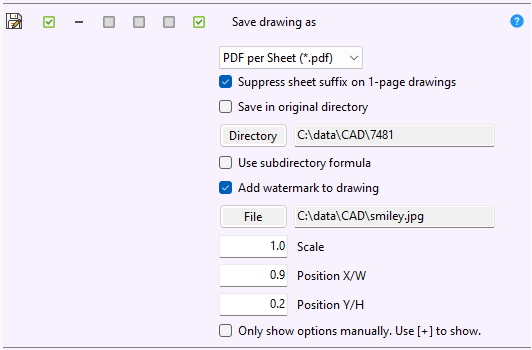 Save drawing as
?
PDF per Sheet (*.pdf)
Suppress sheet suffix on 1-page drawings
Save in original directory
Directory C:\data\CAD\7481
Use subdirectory formula
Add watermark to drawing
File C:\data\CAD\smiley.jpg
1.0 Scale
0.9 Position X/W
0.2 Position Y/H
Only show options manually. Use [+] to show.